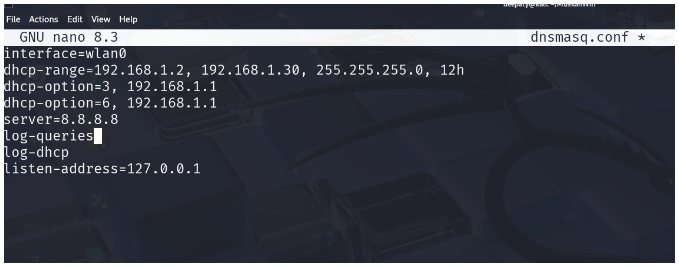 File Actions Edit View Help
GNU nano 8.3 dnsmasq.conf *
interface=wlan0
dhcp-range=192.168.1.2, 192.168.1.30, 255.255.255.0, 12h
dhcp-option=3, 192.168.1.1
dhcp-option=6, 192.168.1.1
server=8.8.8.8
log-queries
log-dhcp
listen-address=127.0.0.1